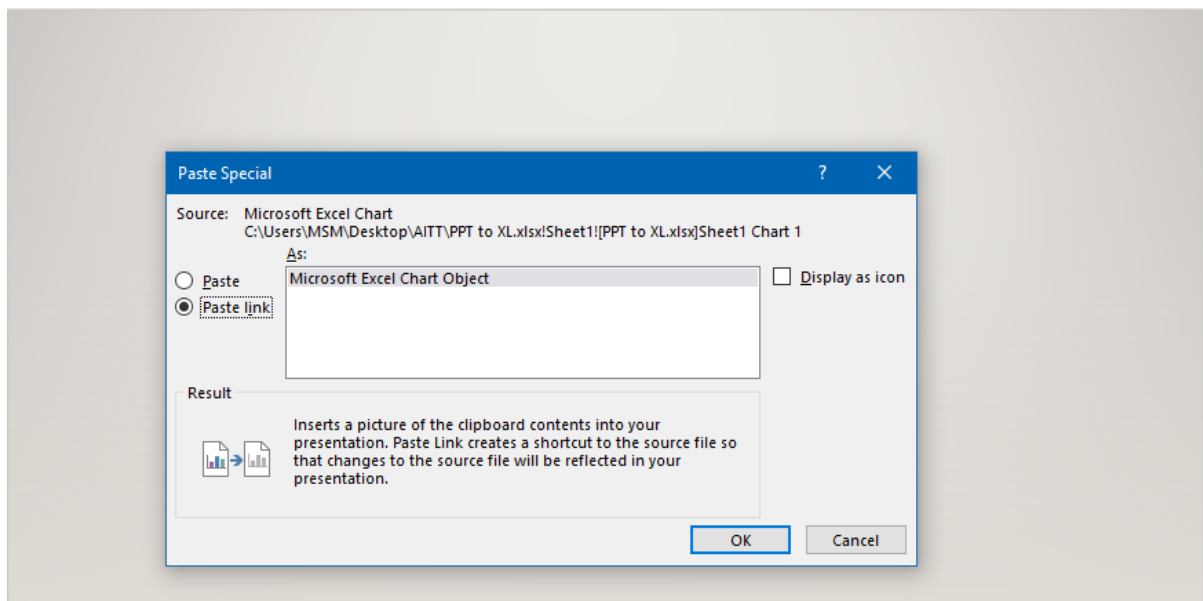 Paste Special
?
Source: Microsoft Excel Chart
C:\Users\MSM\Desktop\AITT\PPT to XL.xlsx!Sheet1![PPT to XL.xlsx]Sheet1 Chart 1
As:
Paste
Paste link
Microsoft Excel Chart Object
Display as icon
Result
Inserts a picture of the clipboard contents into your
presentation. Paste Link creates a shortcut to the source file so
that changes to the source file will be reflected in your
presentation.
OK
Cancel